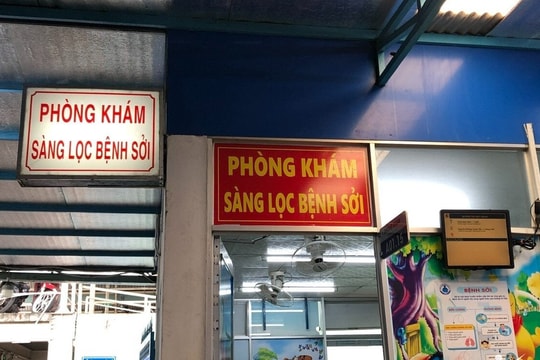 PHÒNG KHÁM
SÀNG LỌC BỆNH SỞI
PHÒNG KHÁM
SÀNG LỌC BỆNH SỞI
BỆNH SỞI